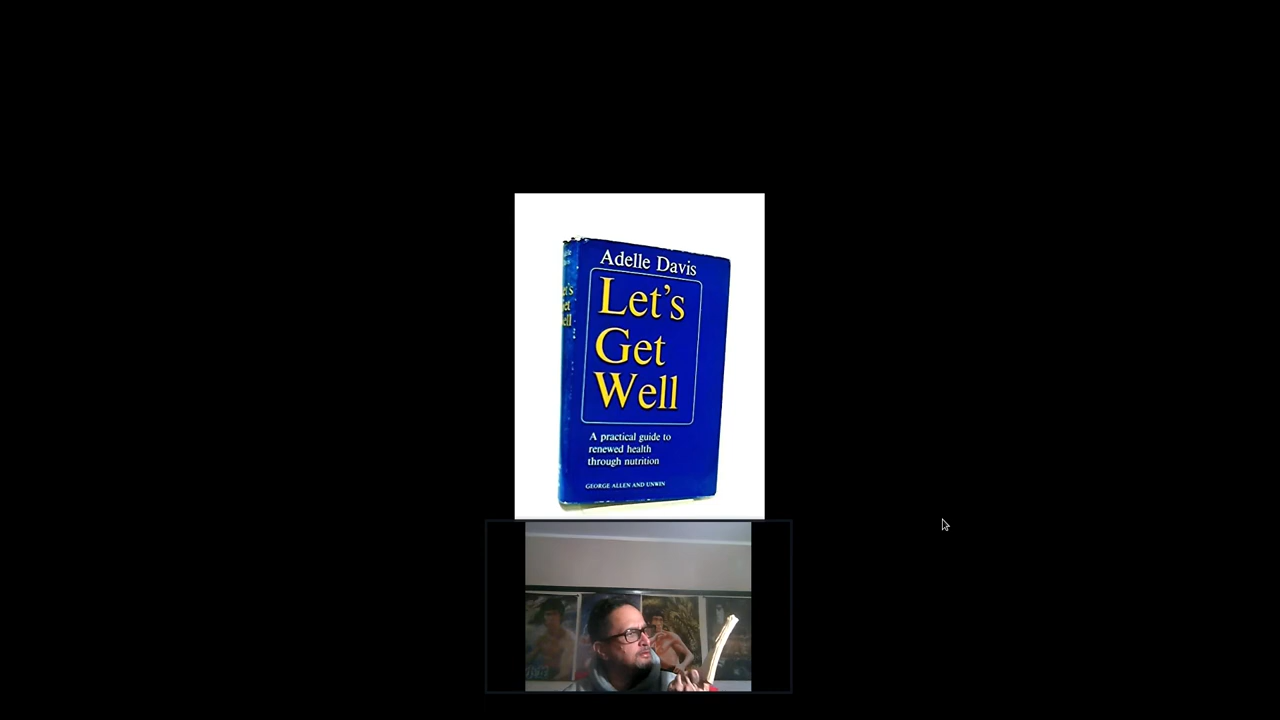 Adelle Davis
Let's
Get
Well
A practical guide to
renewed health
through nutrition
GEORGE ALLEN AND UNWIN